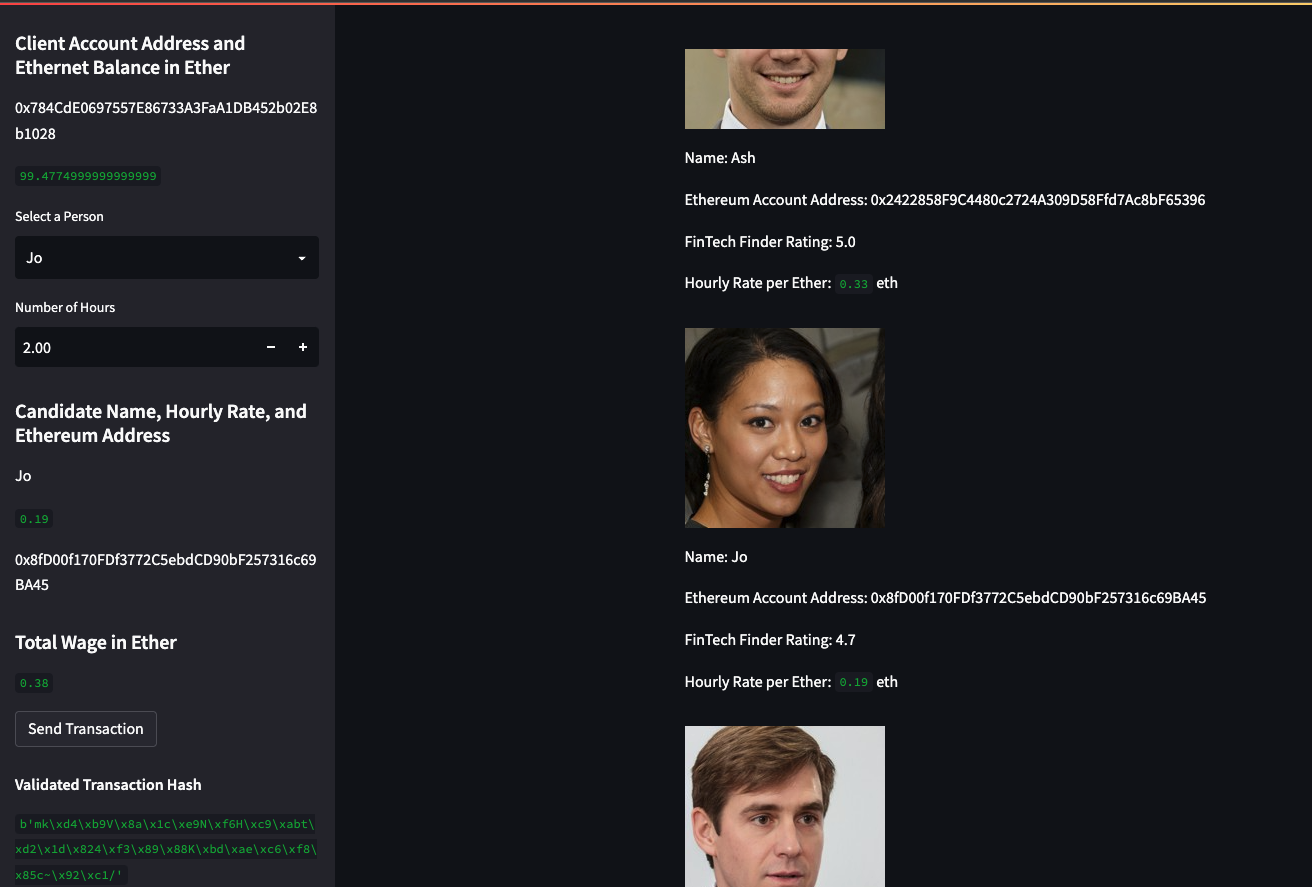 Client Account Address and
Ethernet Balance in Ether
0x784CdE0697557E86733A3FaA1DB452b02E8
b1028
99.4774999999999999
Select a Person
Jo
Number of Hours
2.00
Candidate Name, Hourly Rate, and
Ethereum Address
Jo
0.19
0x8fD00f170FDf3772C5ebdCD90bF257316c69
BA45
Total Wage in Ether
0.38
Send Transaction
Validated Transaction Hash
b'mk\xd4\xb9V\x8a\x1c\xe9N\xf6H\xc9\xabt\
xd2\x1d\x824\xf3\x89\x88K\xbd\xae\xc6\xf8\
x85c~\x92\xc1/'
Name: Ash
Ethereum Account Address: 0x2422858F9C4480c2724A309D58Ffd7Ac8bF65396
FinTech Finder Rating: 5.0
Hourly Rate per Ether: 0.33 eth
Name: Jo
Ethereum Account Address: 0x8fD00f170FDf3772C5ebdCD90bF257316c69BA45
FinTech Finder Rating: 4.7
Hourly Rate per Ether: 0.19 eth